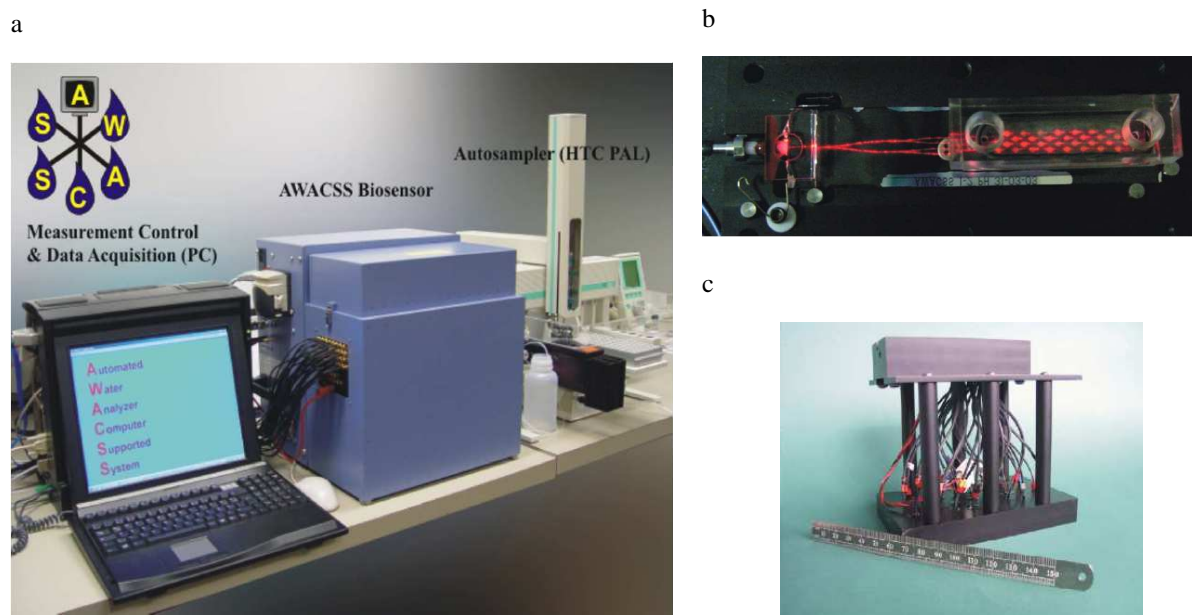 a
A
S
W
S
A
C
Measurement Control
& Data Acquisition (PC)
AWACSS Biosensor
Autosampler (HTC PAL)
Automated
Water
Analyzer
Computer
Supported
System
b
c